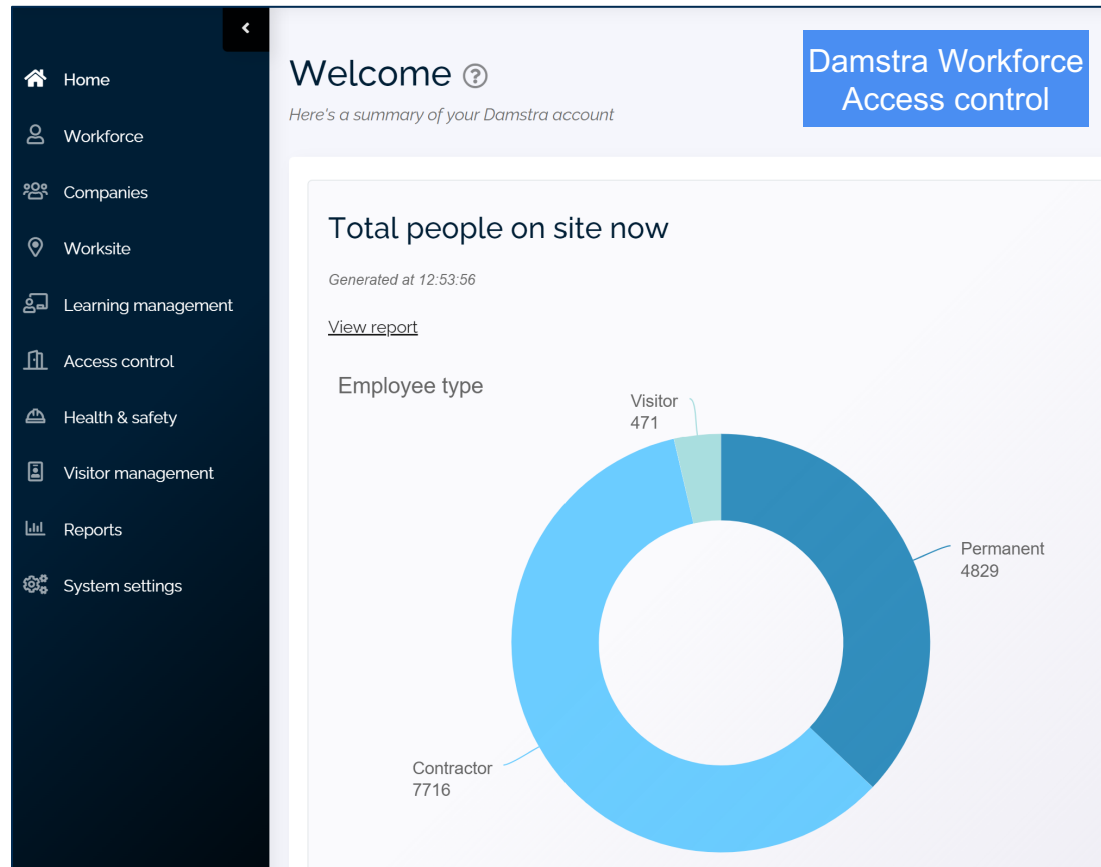 Home
Workforce
Companies
Worksite
Learning management
Access control
Health & safety
Visitor management
Reports
System settings
Welcome ?
Here's a summary of your Damstra account
Damstra Workforce
Access control
Total people on site now
Generated at 12:53:56
View report
Employee type
Visitor
471
Permanent
4829
Contractor
7716